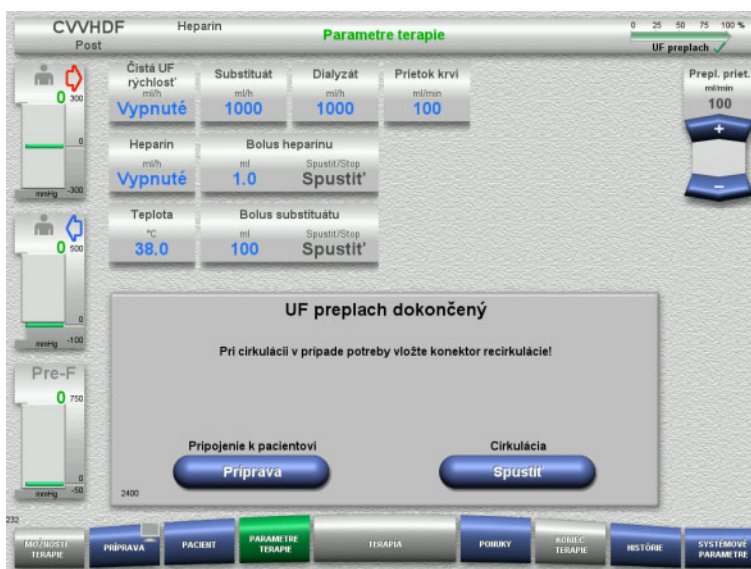 CVVHDF
Heparin
Post
Parametre terapie
0 25 50 75 100 %
UF preplach
0
300
0
mmHg -300
Čistá UF
rýchlosť
ml/h
Vypnuté
Substituát
ml/h
1000
Dialyzát
ml/h
1000
Prietok krvi
ml/min
100
Prepl. priet.
ml/min
100
+
−
Heparin
ml/h
Vypnuté
Bolus heparinu
ml Spustiť/Stop
1.0 Spustiť
Teplota
°C
38.0
Bolus substituátu
ml Spustiť/Stop
100 Spustiť
0
500
0
mmHg -100
Pre-F
0
750
0
mmHg -50
UF preplach dokončený
Pri cirkulácii v prípade potreby vložte konektor recirkulácie!
Pripojenie k pacientovi
Príprava
Cirkulácia
Spustiť
2400
232
MOŽNOSTI
TERAPIE
PRÍPRAVA
PACIENT
PARAMETRE
TERAPIE
TERAPIA
PONUKY
KONIEC
TERAPIE
HISTÓRIE
SYSTÉMOVÉ
PARAMETRE